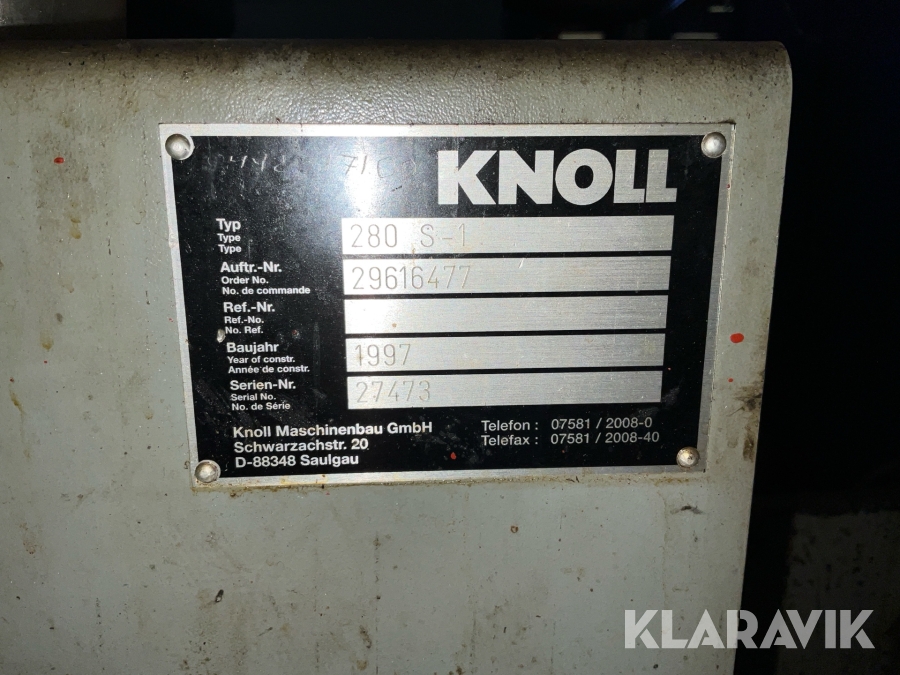 KNOLL
Typ
Type
Type
280 S-1
Auftr.-Nr.
Order No.
No. de commande
29616477
Ref.-Nr.
Ref.-No.
No. Ref.
Baujahr
Year of constr.
Année de constr.
1997
Serien-Nr.
Serial No.
No. de Série
27473
Knoll Maschinenbau GmbH
Schwarzachstr. 20
D-88348 Saulgau
Telefon : 07581 / 2008-0
Telefax : 07581 / 2008-40
KLARAVIK